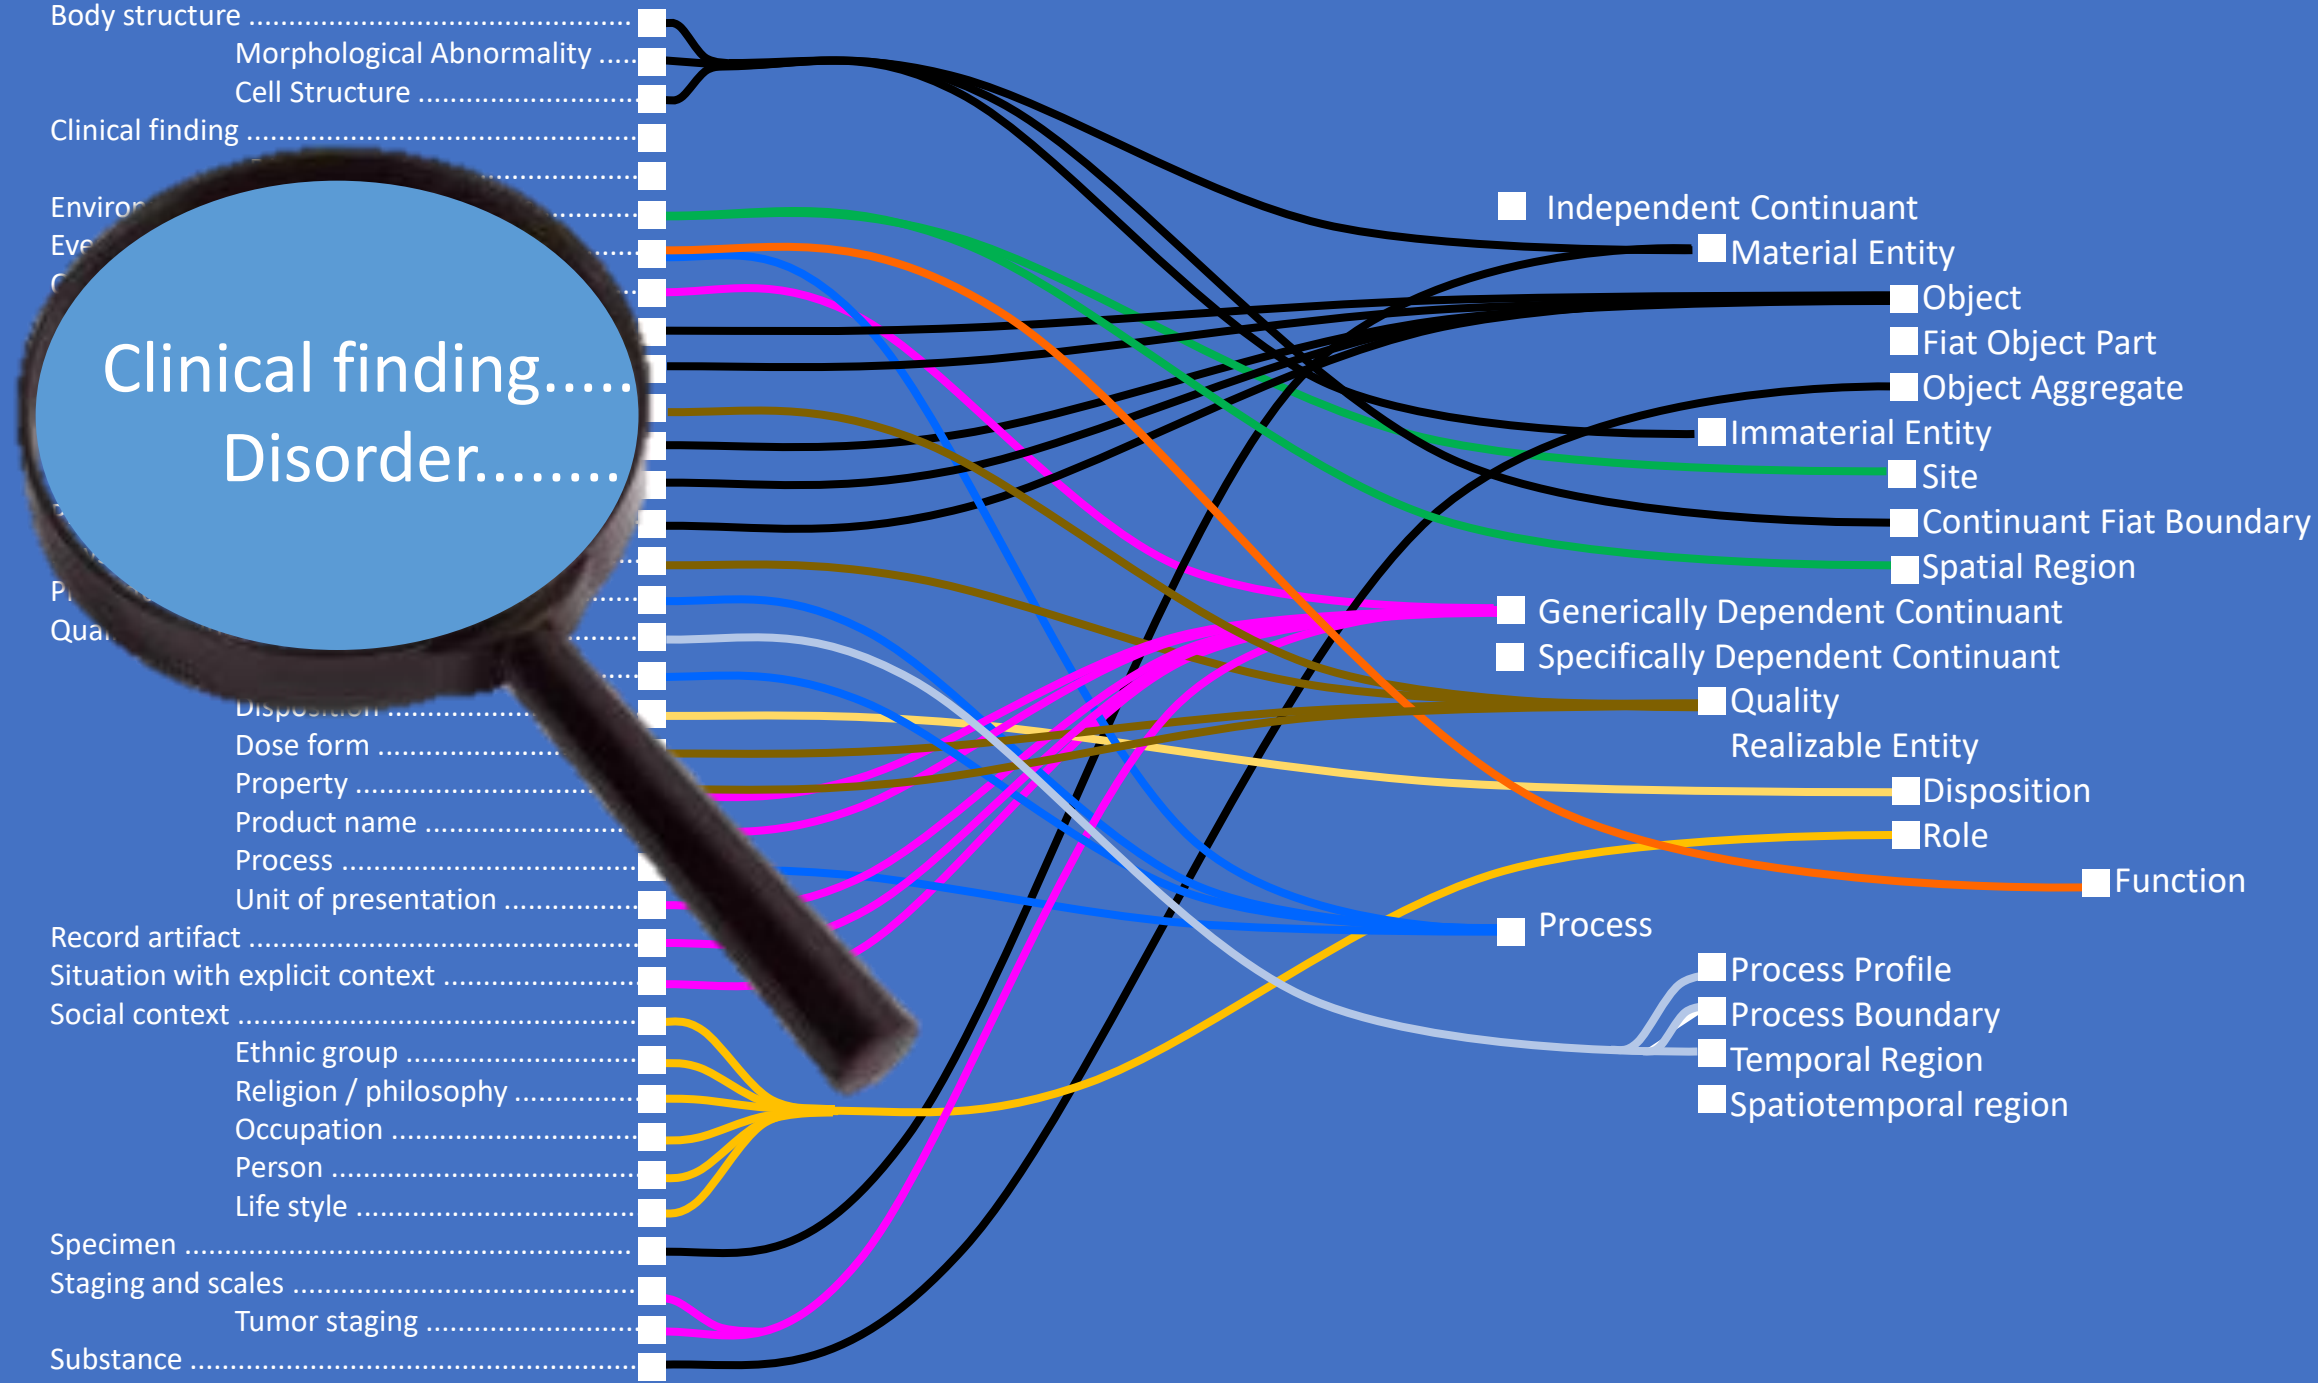 Body structure ................................................
Morphological Abnormality .....
Cell Structure ............................
Clinical finding .................................................
Clinical finding.....
Disorder........
Disposition ................................
Dose form .................................
Property ....................................
Product name ...........................
Process ......................................
Unit of presentation .................
Record artifact .................................................
Situation with explicit context ........................
Social context ..................................................
Ethnic group .............................
Religion / philosophy ................
Occupation ...............................
Person .......................................
Life style ...................................
Specimen ........................................................
Staging and scales ...........................................
Tumor staging ..........................
Substance ........................................................
Independent Continuant
Material Entity
Object
Fiat Object Part
Object Aggregate
Immaterial Entity
Site
Continuant Fiat Boundary
Spatial Region
Generically Dependent Continuant
Specifically Dependent Continuant
Quality
Realizable Entity
Disposition
Role
Function
Process
Process Profile
Process Boundary
Temporal Region
Spatiotemporal region